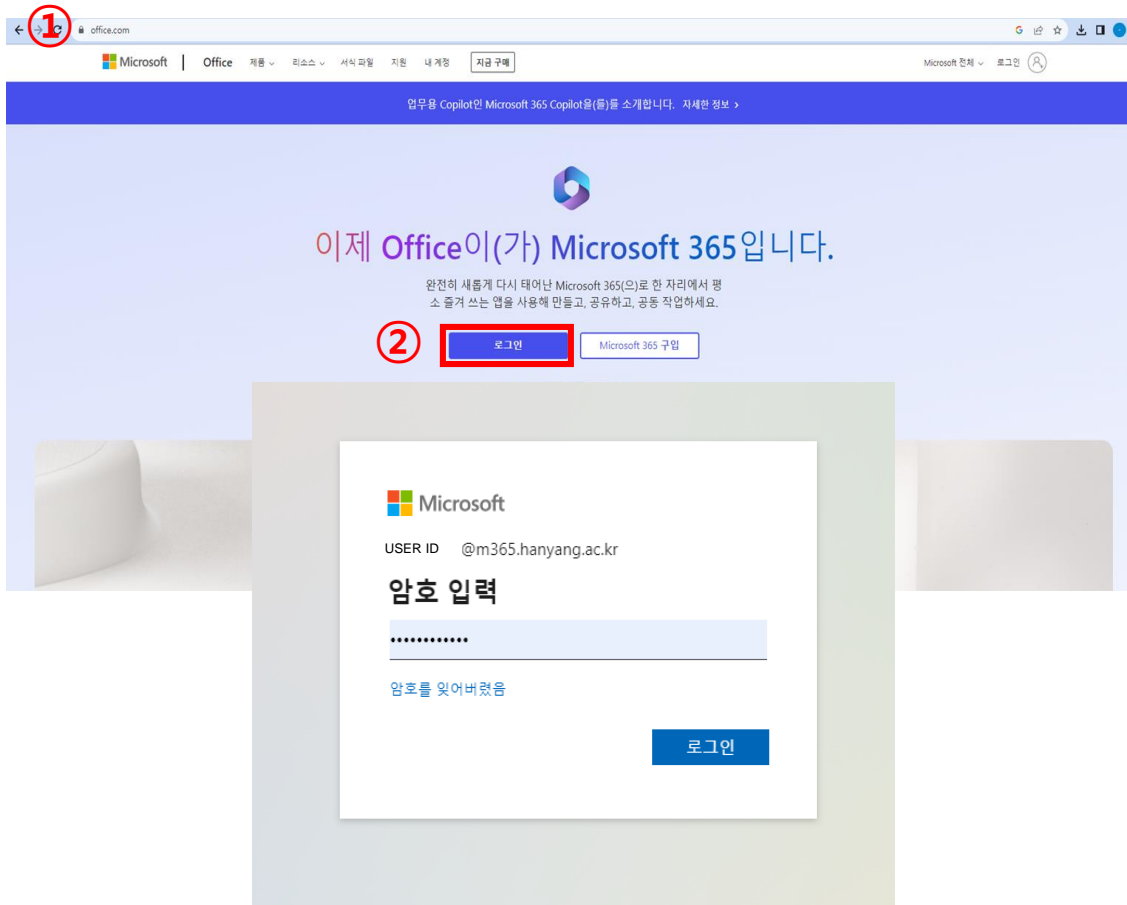 ①
office.com
Microsoft | Office 제품 리소스 서식 파일 지원 내 계정 지금 구매 Microsoft 전체 로그인
업무용 Copilot인 Microsoft 365 Copilot을(를)를 소개합니다. 자세한 정보 >
이제 Office이(가) Microsoft 365입니다.
완전히 새롭게 다시 태어난 Microsoft 365(으)로 한 자리에서 평
소 즐겨 쓰는 앱을 사용해 만들고, 공유하고, 공동 작업하세요.
② 로그인 Microsoft 365 구입
Microsoft
USER ID @m365.hanyang.ac.kr
암호 입력
••••••••••••
암호를 잊어버렸음
로그인